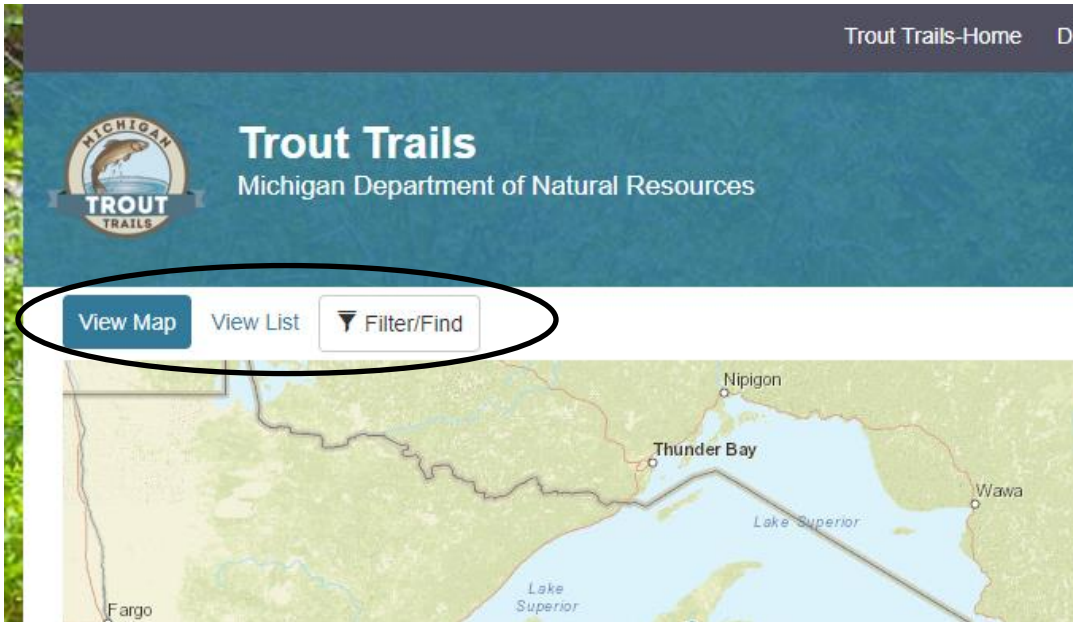 Trout Trails-Home D
MICHIGAN
TROUT
TRAILS
Trout Trails
Michigan Department of Natural Resources
View Map View List Filter/Find
Nipigon
Thunder Bay
Wawa
Lake Superior
Lake
Superior
Fargo